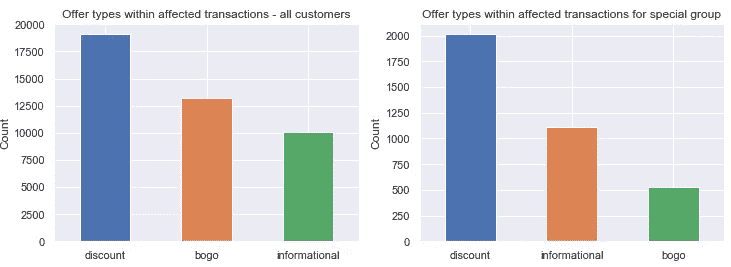 Offer types within affected transactions - all customers
20000
17500
15000
12500
10000
7500
5000
2500
0
Count
discount
bogo
informational
Offer types within affected transactions for special group
2000
1750
1500
1250
1000
750
500
250
0
Count
discount
informational
bogo